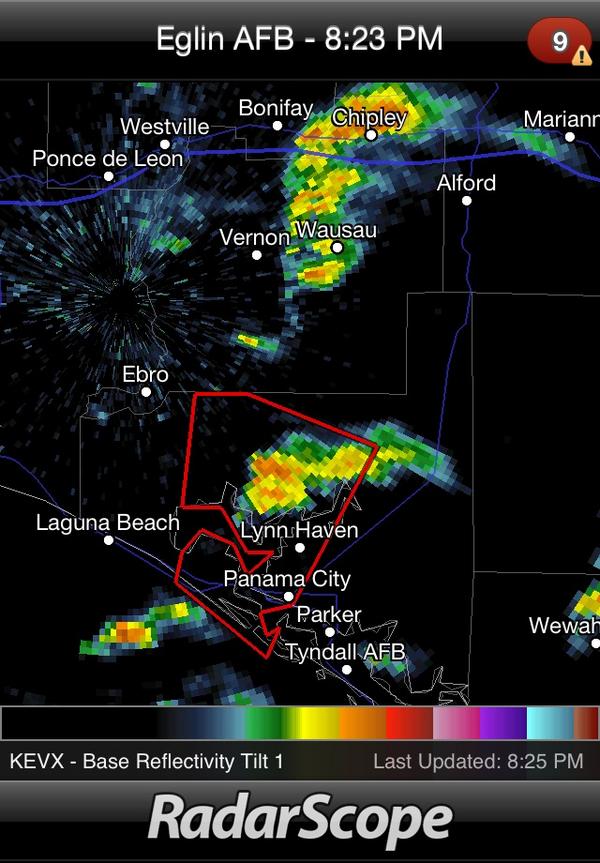 Eglin AFB - 8:23 PM
9
Bonifay
Chipley
Mariann
Westville
Ponce de Leon
Alford
Vernon
Wausau
Ebro
Laguna Beach
Lynn Haven
Panama City
Parker
Wewah
Tyndall AFB
KEVX - Base Reflectivity Tilt 1
Last Updated: 8:25 PM
RadarScope